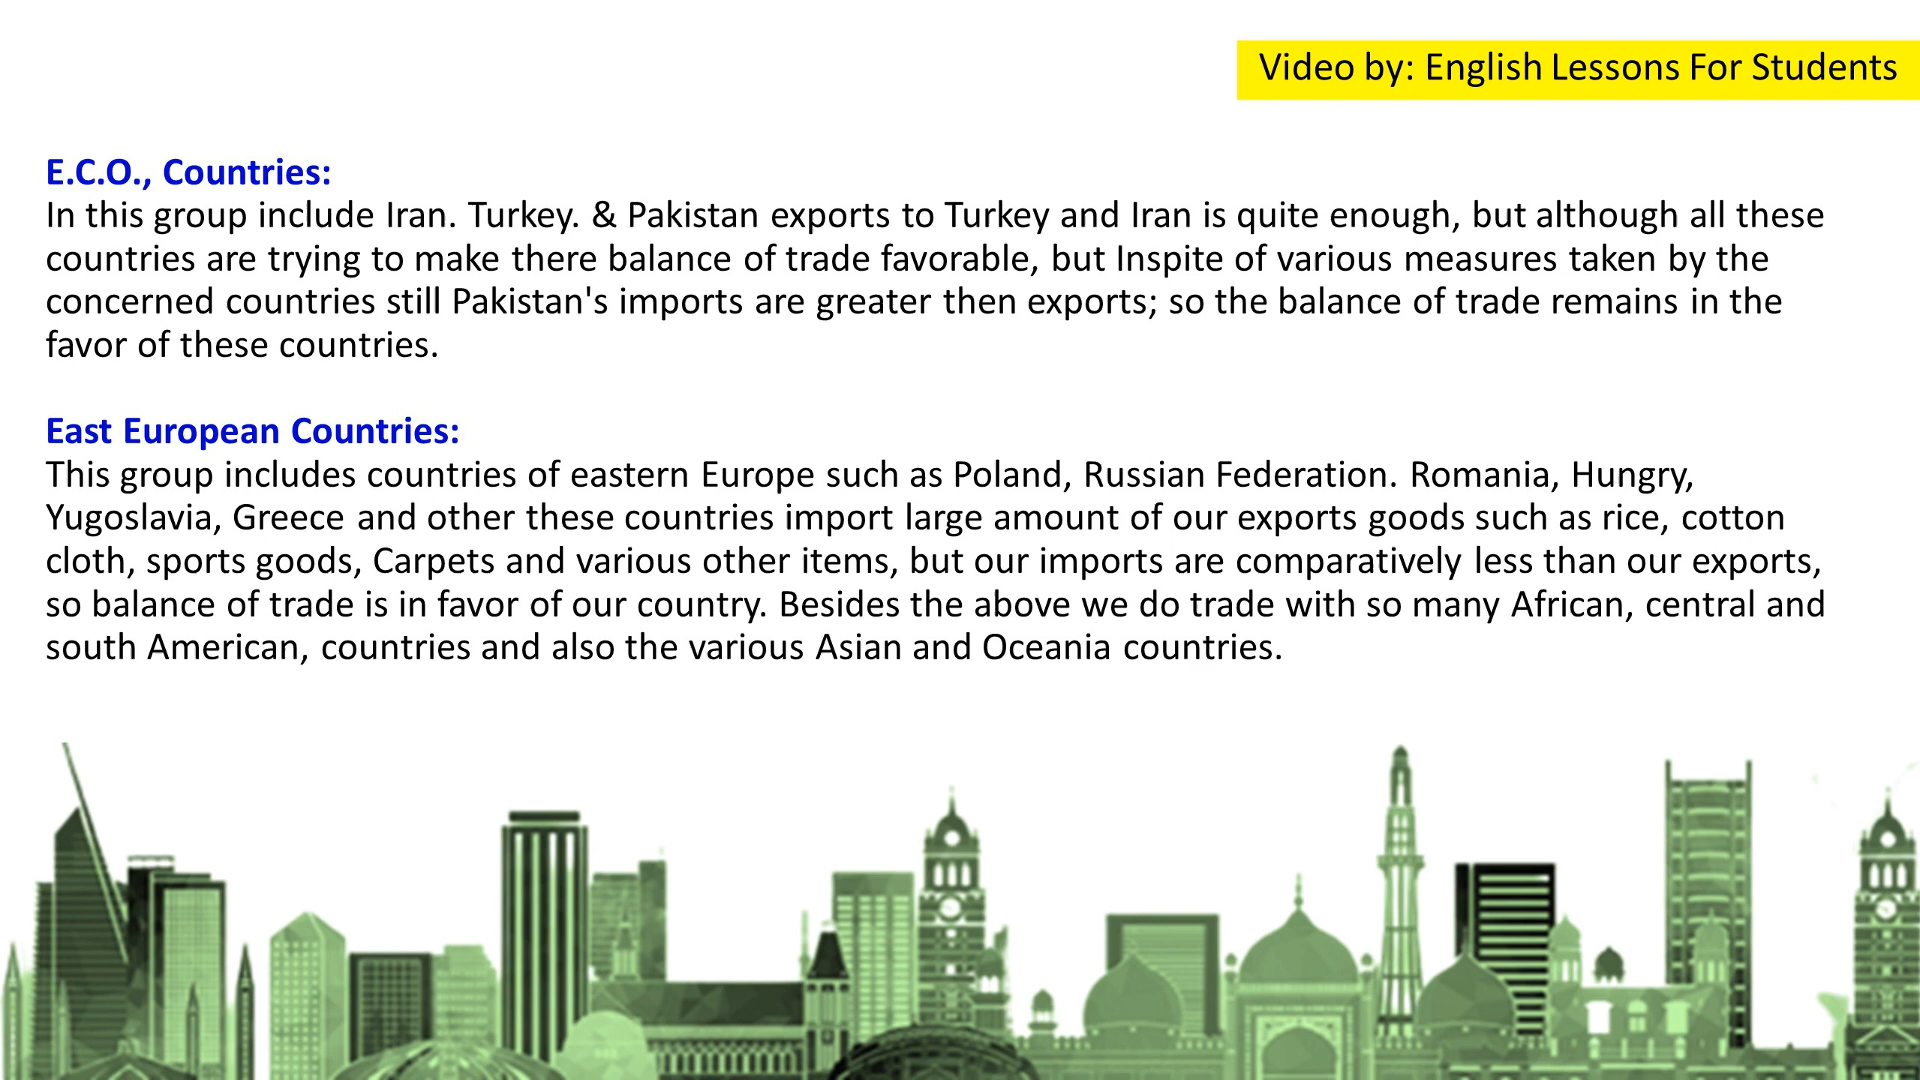 Video by: English Lessons For Students
E.C.O., Countries:
In this group include Iran. Turkey. & Pakistan exports to Turkey and Iran is quite enough, but although all these
countries are trying to make there balance of trade favorable, but Inspite of various measures taken by the
concerned countries still Pakistan's imports are greater then exports; so the balance of trade remains in the
favor of these countries.
East European Countries:
This group includes countries of eastern Europe such as Poland, Russian Federation. Romania, Hungry,
Yugoslavia, Greece and other these countries import large amount of our exports goods such as rice, cotton
cloth, sports goods, Carpets and various other items, but our imports are comparatively less than our exports,
so balance of trade is in favor of our country. Besides the above we do trade with so many African, central and
south American, countries and also the various Asian and Oceania countries.